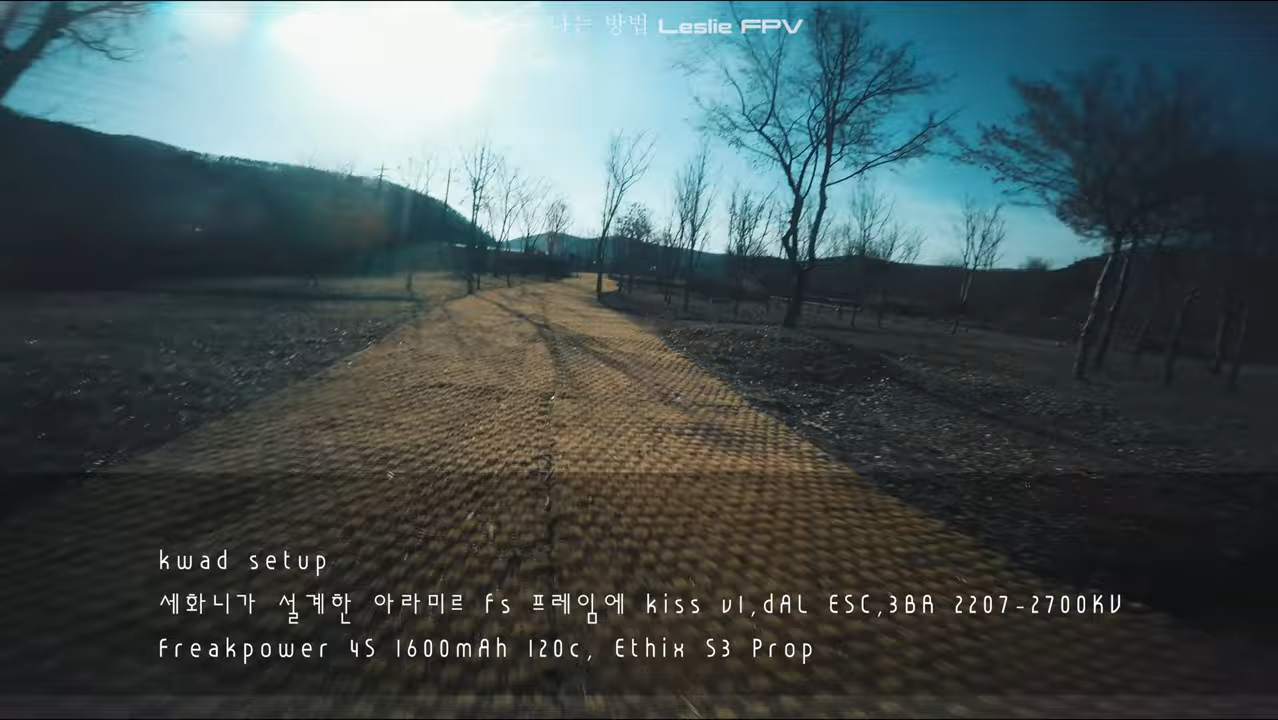 나는 방법 Leslie FPV
kwad setup
세화니가 설계한 아라미르 fs 프레임에 kiss v1,dAL ESC,3BR 2207-2700KV
Freakpower 4S 1600mAh 120c, Ethix S3 Prop